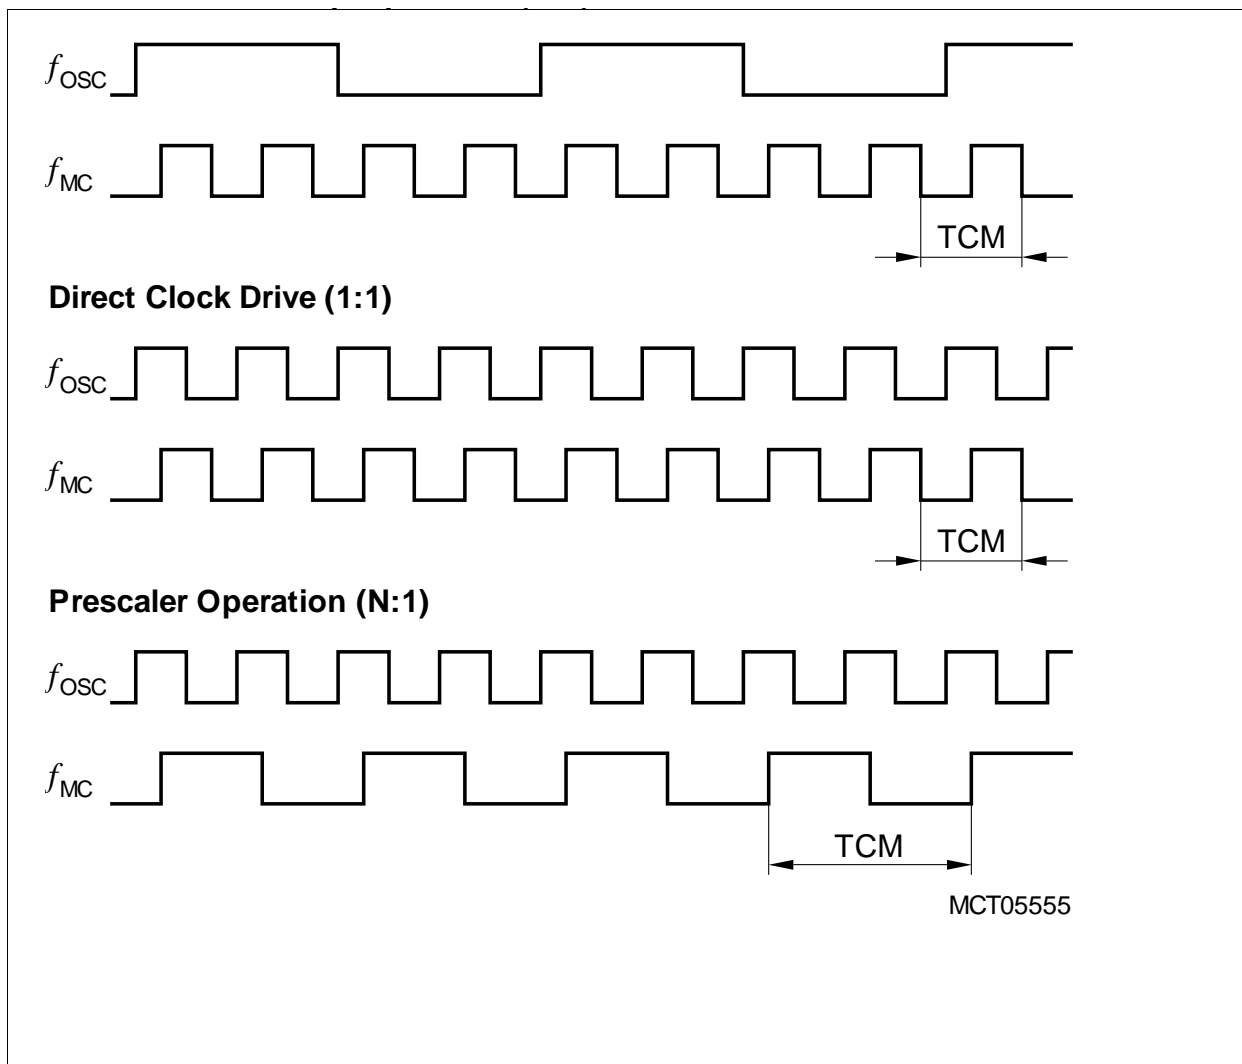 fOSC
fMC
TCM
Direct Clock Drive (1:1)
fOSC
fMC
TCM
Prescaler Operation (N:1)
fOSC
fMC
TCM
MCT05555